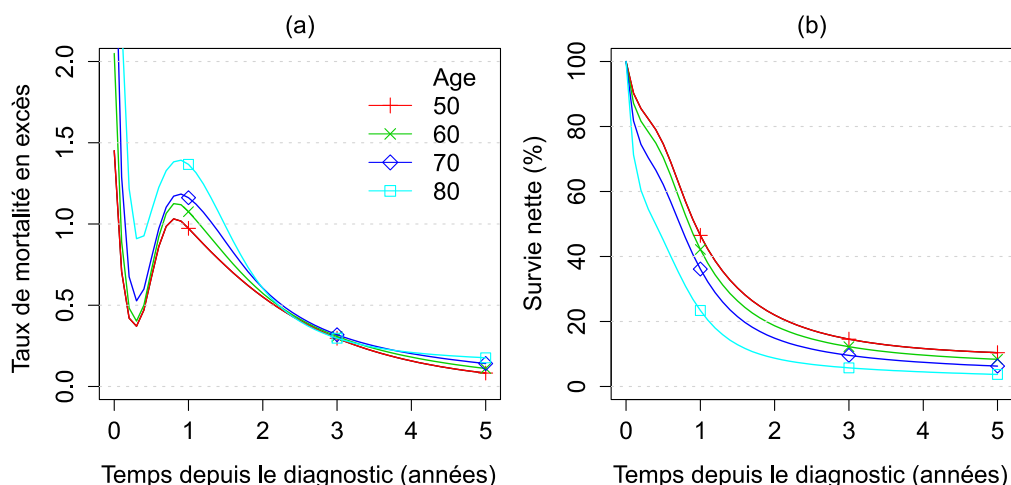 (a)
Taux de mortalité en excès
2.0
1.5
1.0
0.5
0.0
Age
50
60
70
80
0 1 2 3 4 5
Temps depuis le diagnostic (années)
(b)
Survie nette (%)
100
80
60
40
20
0
0 1 2 3 4 5
Temps depuis le diagnostic (années)